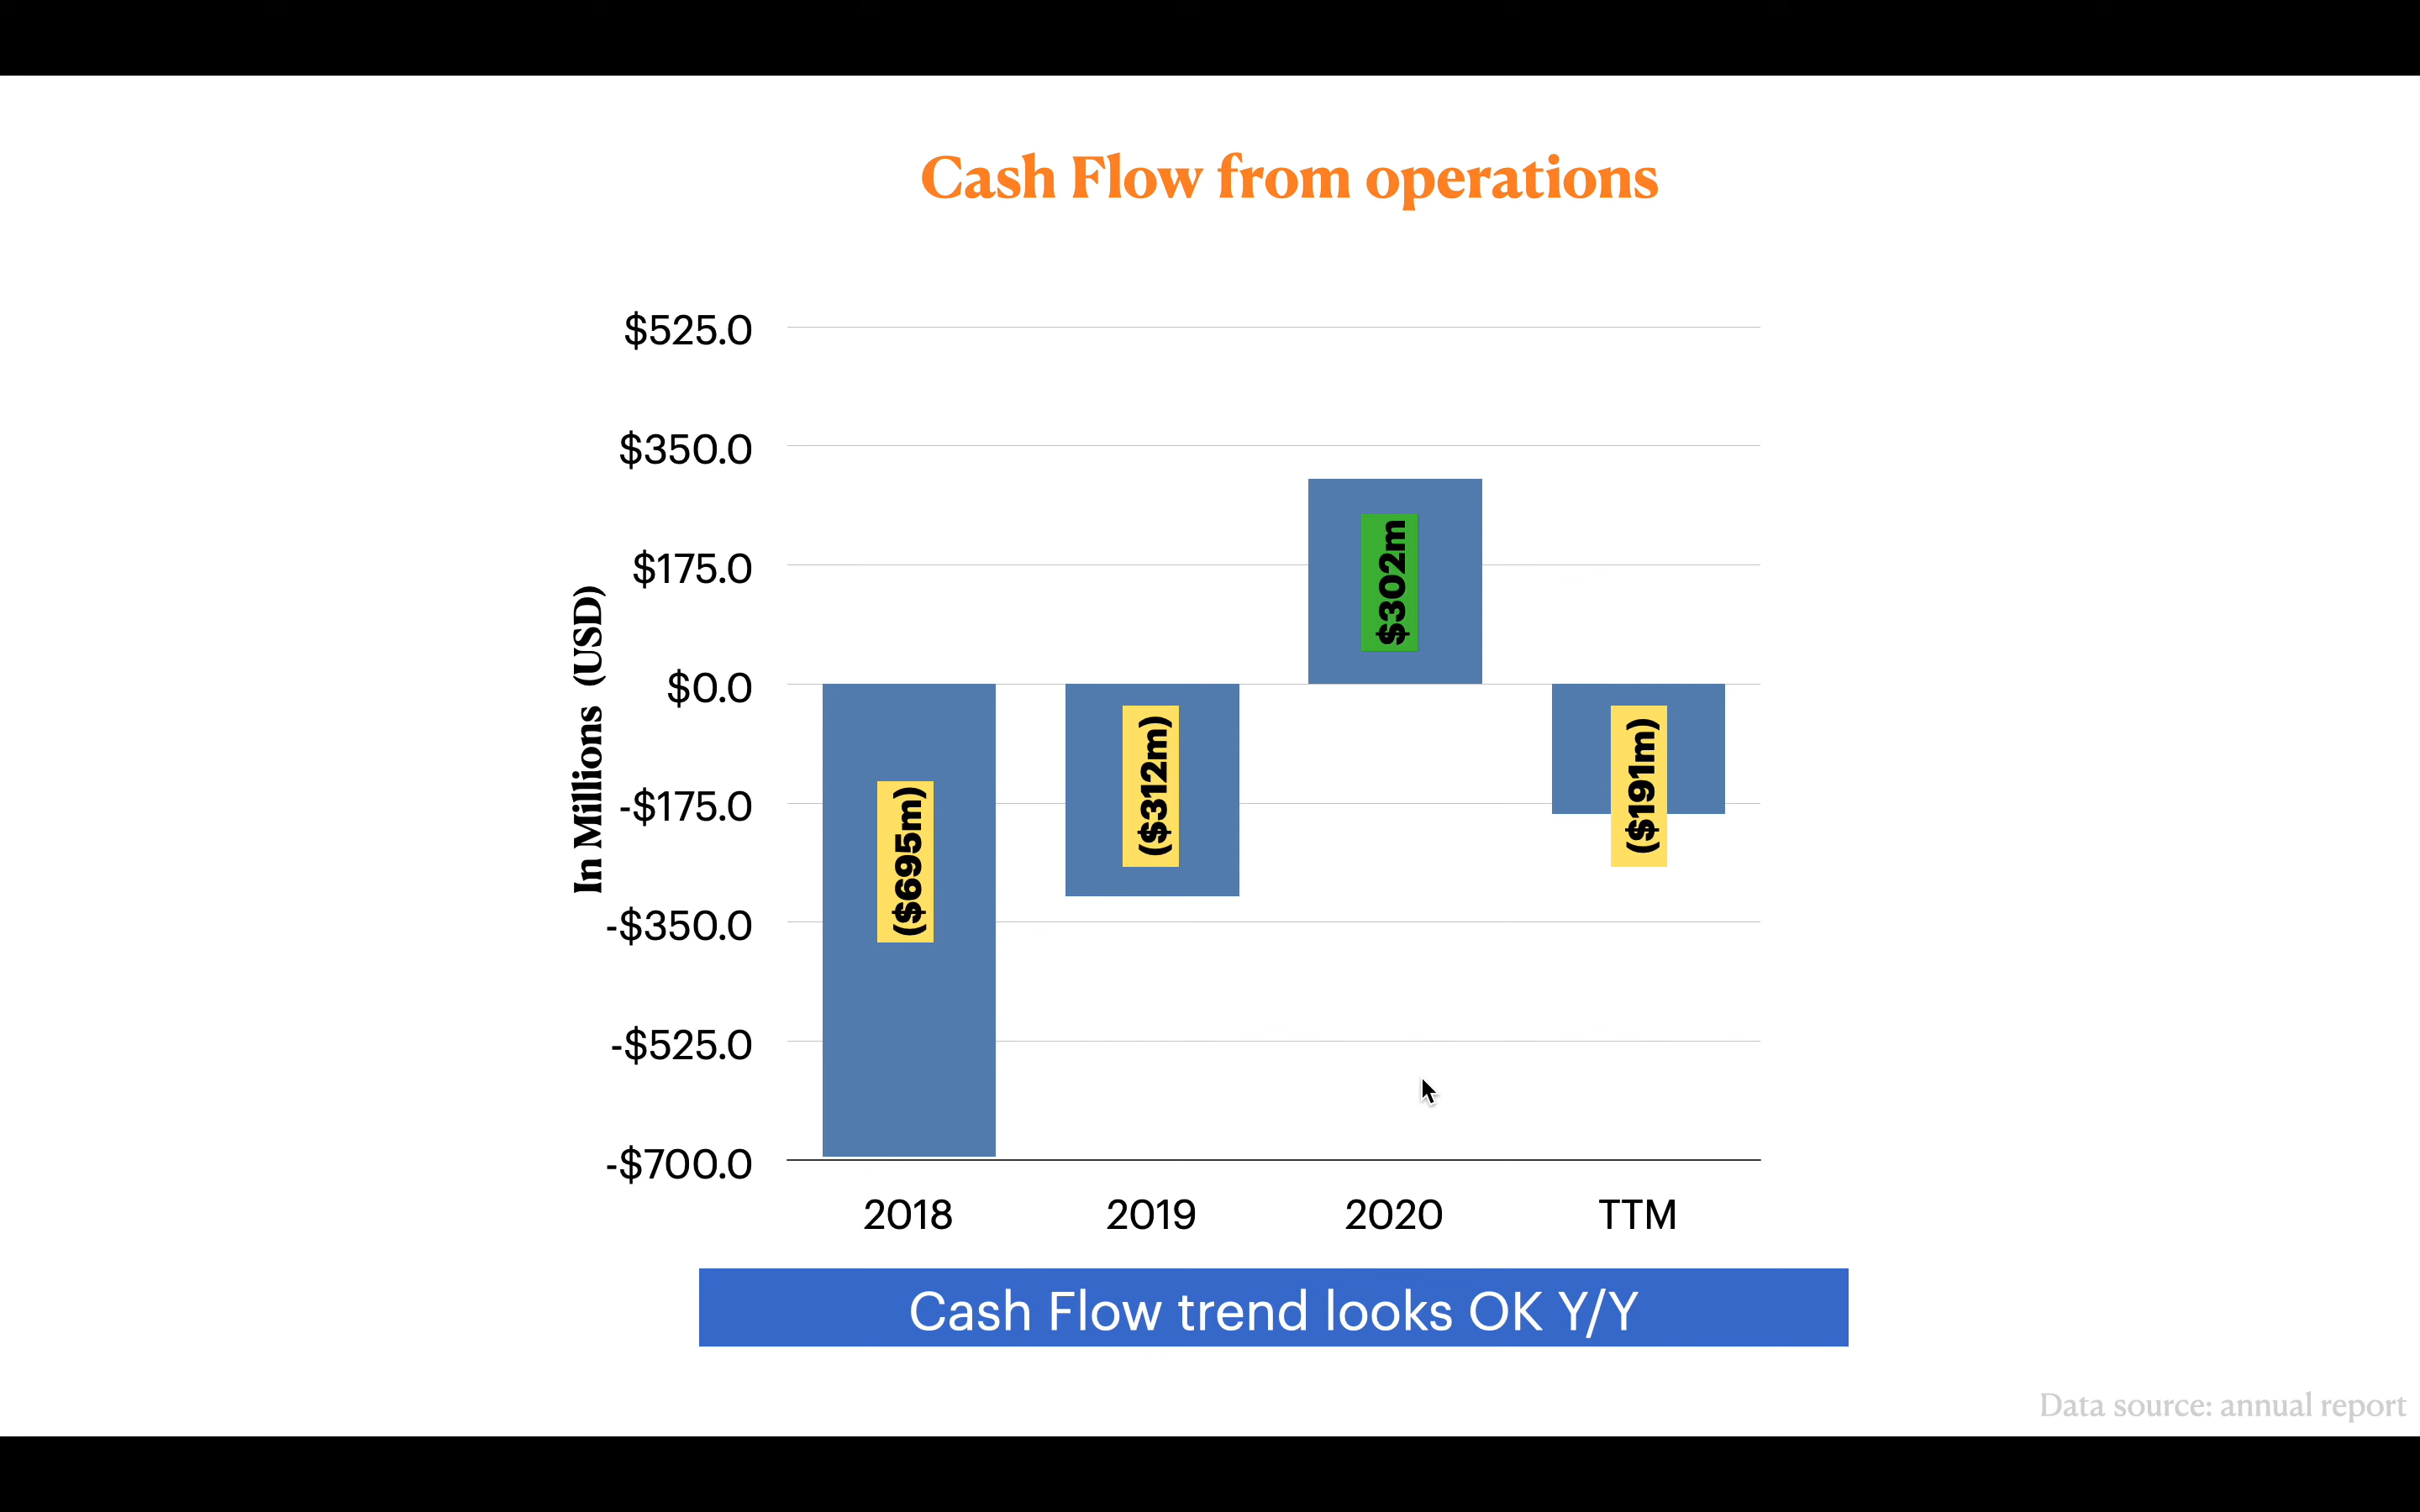 Cash Flow from operations
In Millions (USD)
$525.0
$350.0
$175.0
$0.0
-$175.0
-$350.0
-$525.0
-$700.0
($695m)
($312m)
$302m
($191m)
2018 2019 2020 TTM
Cash Flow trend looks OK Y/Y
Data source: annual report